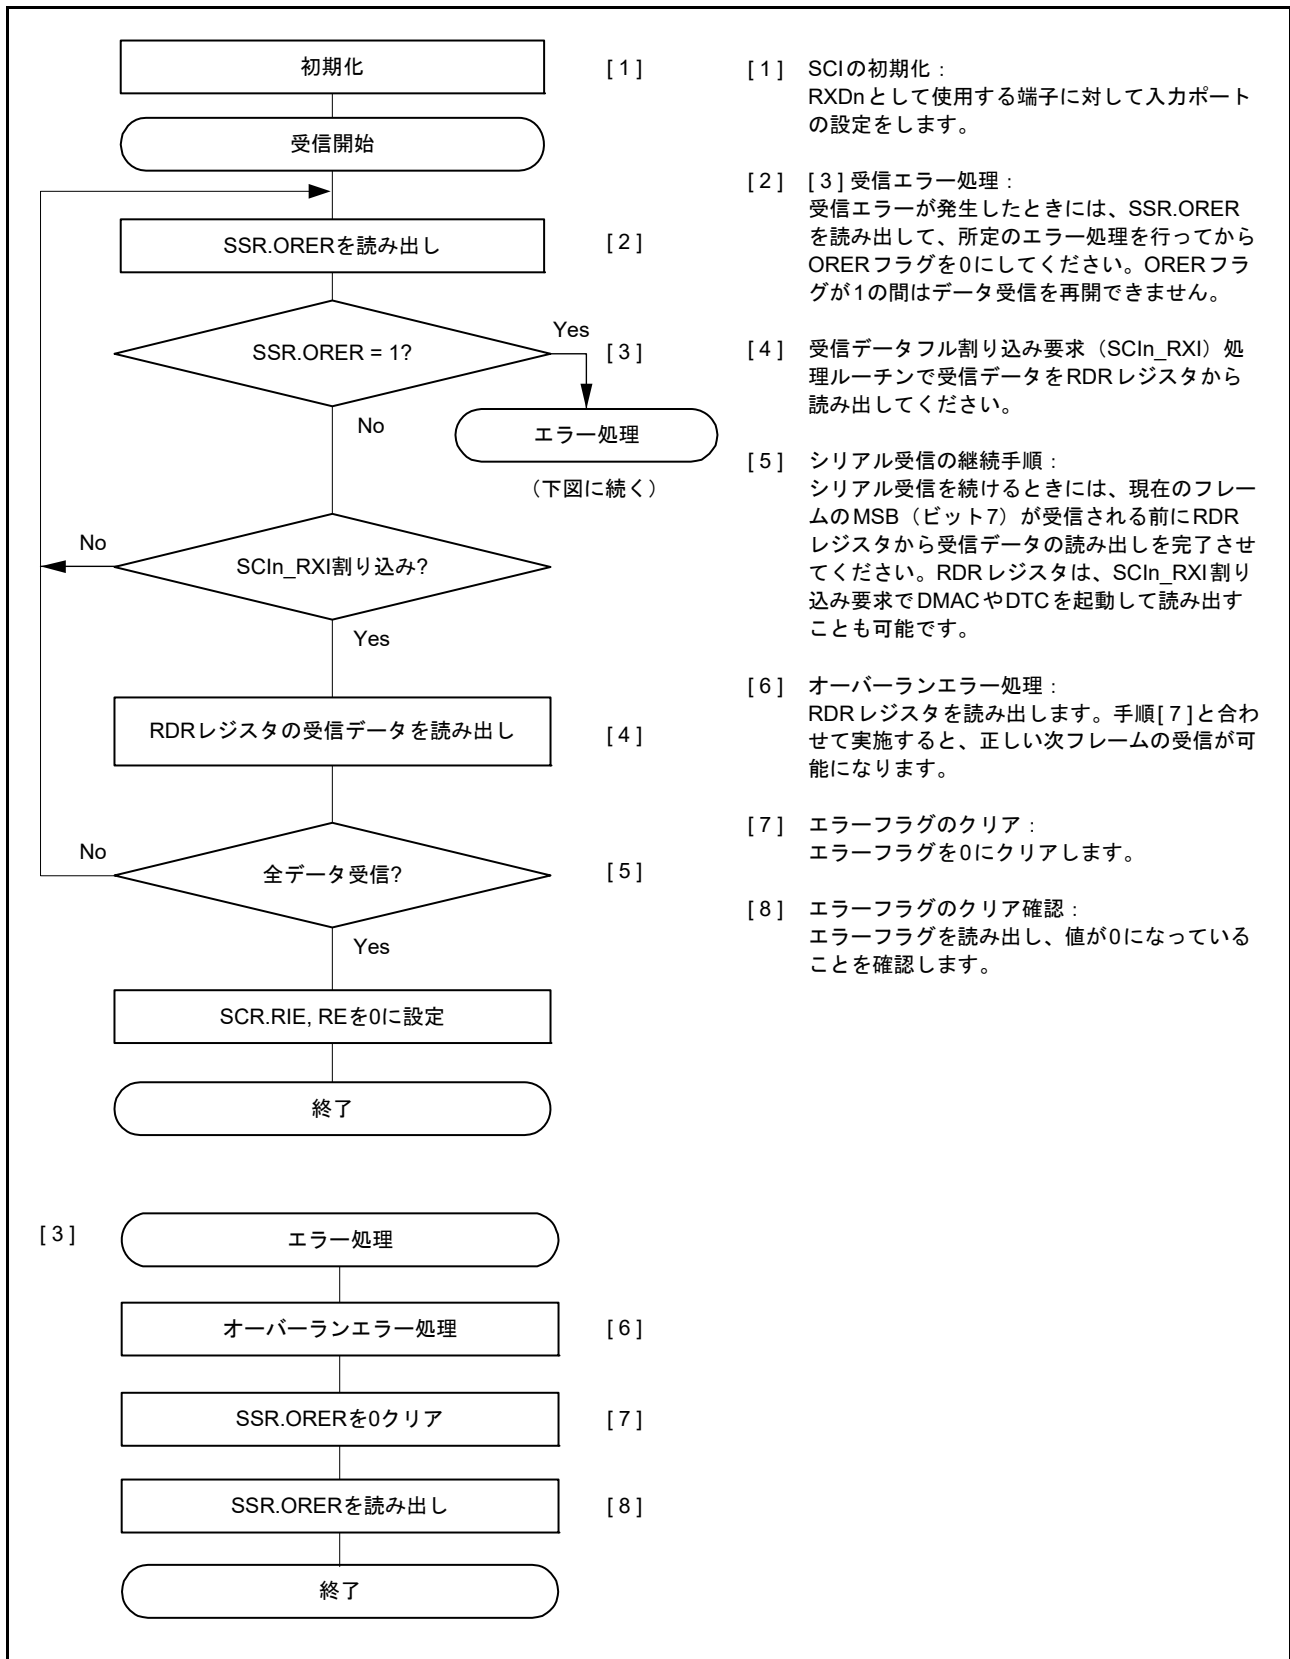 初期化
[ 1 ]
受信開始
SSR.ORERを読み出し
[ 2 ]
SSR.ORER = 1?
Yes
[ 3 ]
No
エラー処理
（下図に続く）
No
SCIn_RXI割り込み?
Yes
RDRレジスタの受信データを読み出し
[ 4 ]
No
全データ受信?
[ 5 ]
Yes
SCR.RIE, REを0に設定
終了
[ 1 ] SCIの初期化：
RXDnとして使用する端子に対して入力ポート
の設定をします。
[ 2 ] [ 3 ] 受信エラー処理：
受信エラーが発生したときには、SSR.ORER
を読み出して、所定のエラー処理を行ってから
ORERフラグを0にしてください。ORERフラ
グが1の間はデータ受信を再開できません。
[ 4 ] 受信データフル割り込み要求（SCIn_RXI）処
理ルーチンで受信データをRDRレジスタから
読み出してください。
[ 5 ] シリアル受信の継続手順：
シリアル受信を続けるときには、現在のフレー
ムのMSB（ビット7）が受信される前にRDR
レジスタから受信データの読み出しを完了させ
てください。RDRレジスタは、SCIn_RXI割り
込み要求でDMACやDTCを起動して読み出す
ことも可能です。
[ 6 ] オーバーランエラー処理：
RDRレジスタを読み出します。手順[ 7 ]と合わ
せて実施すると、正しい次フレームの受信が可
能になります。
[ 7 ] エラーフラグのクリア：
エラーフラグを0にクリアします。
[ 8 ] エラーフラグのクリア確認：
エラーフラグを読み出し、値が0になっている
ことを確認します。
[ 3 ]
エラー処理
オーバーランエラー処理
[ 6 ]
SSR.ORERを0クリア
[ 7 ]
SSR.ORERを読み出し
[ 8 ]
終了